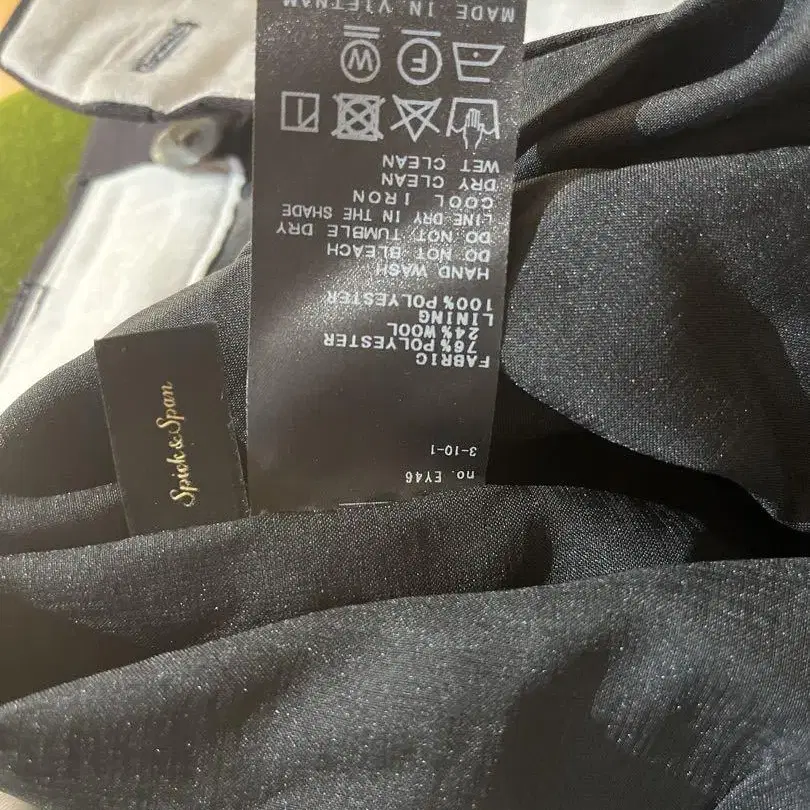 no. EY46
3-10-1
FABRIC
76% POLYESTER
24% WOOL
LINING
100% POLYESTER
HAND WASH
DO NOT BLEACH
DO NOT TUMBLE DRY
LINE DRY IN THE SHADE
COOL IRON
DRY CLEAN
WET CLEAN
F W
MADE IN VIETNAM
Spick & Span